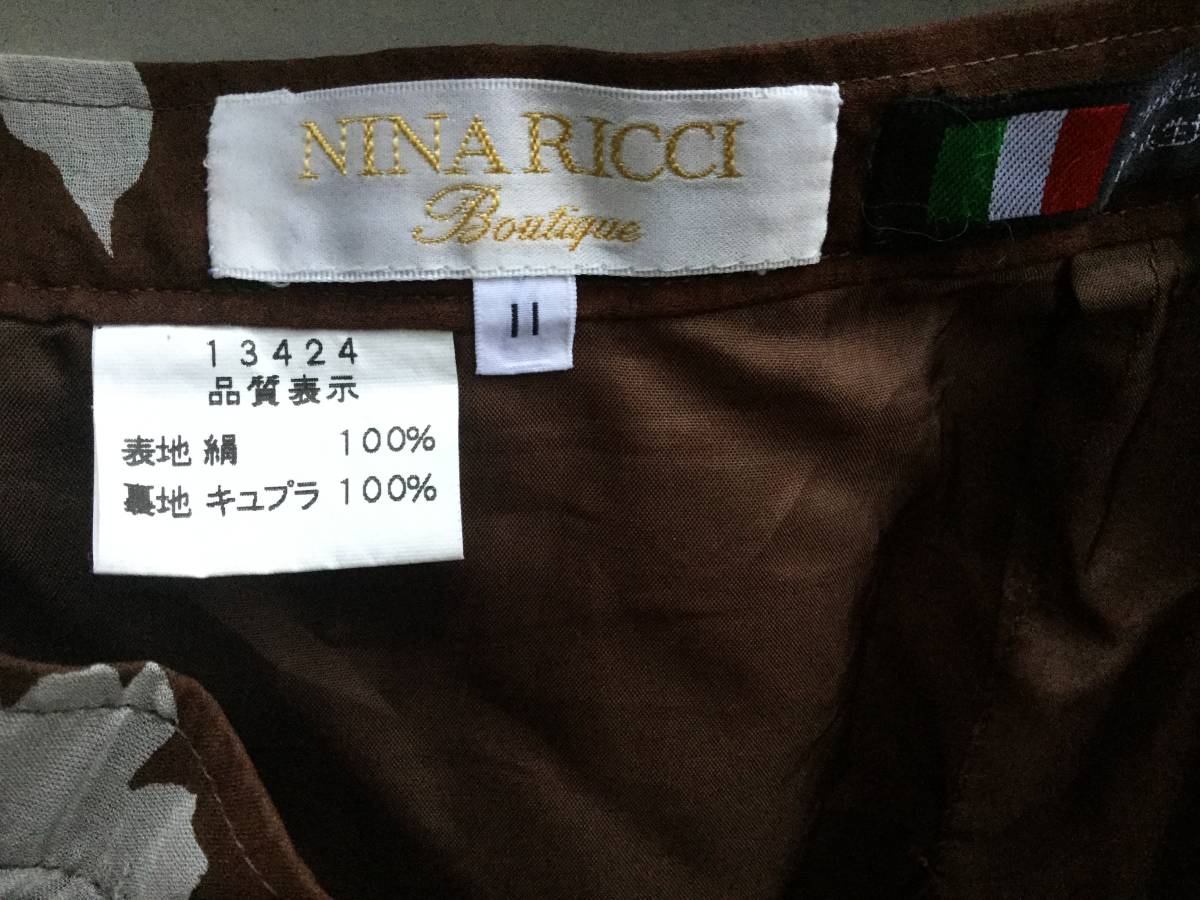 NINA RICCI
Boutique
11
13424
品質表示
表地 絹 100%
裏地 キュプラ 100%